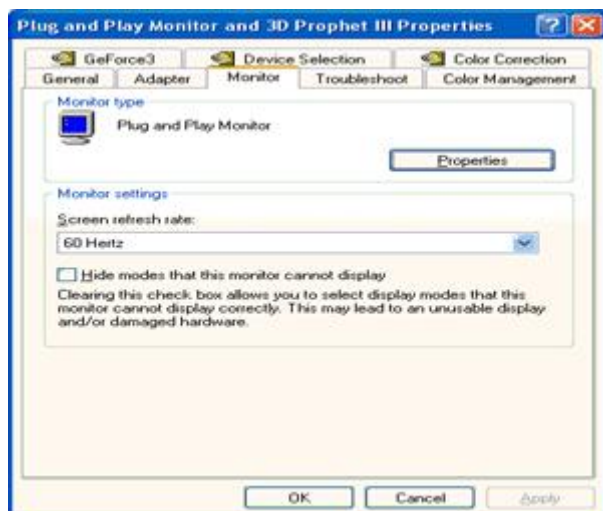 Plug and Play Monitor and 3D Prophet III Properties
GeForce3 Device Selection Color Correction
General Adapter Monitor Troubleshoot Color Management
Monitor type
Plug and Play Monitor
Properties
Monitor settings
Screen refresh rate:
60 Hertz
Hide modes that this monitor cannot display
Clearing this check box allows you to select display modes that this
monitor cannot display correctly. This may lead to an unusable display
and/or damaged hardware.
OK Cancel Apply